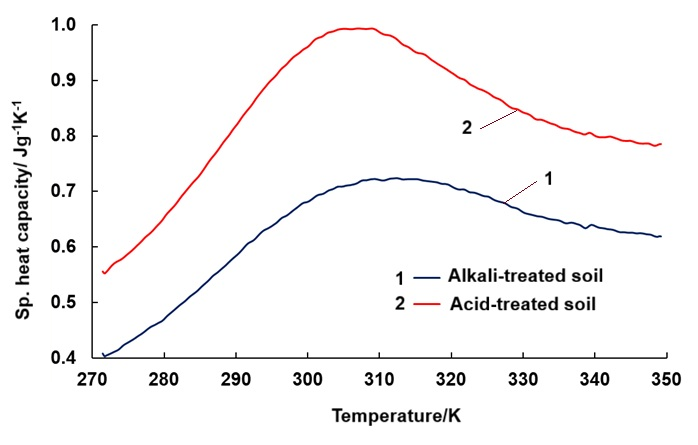 Sp. heat capacity/ Jg⁻¹K⁻¹
1.0
0.9
0.8
0.7
0.6
0.5
0.4
2
1
1 Alkali-treated soil
2 Acid-treated soil
270 280 290 300 310 320 330 340 350
Temperature/K